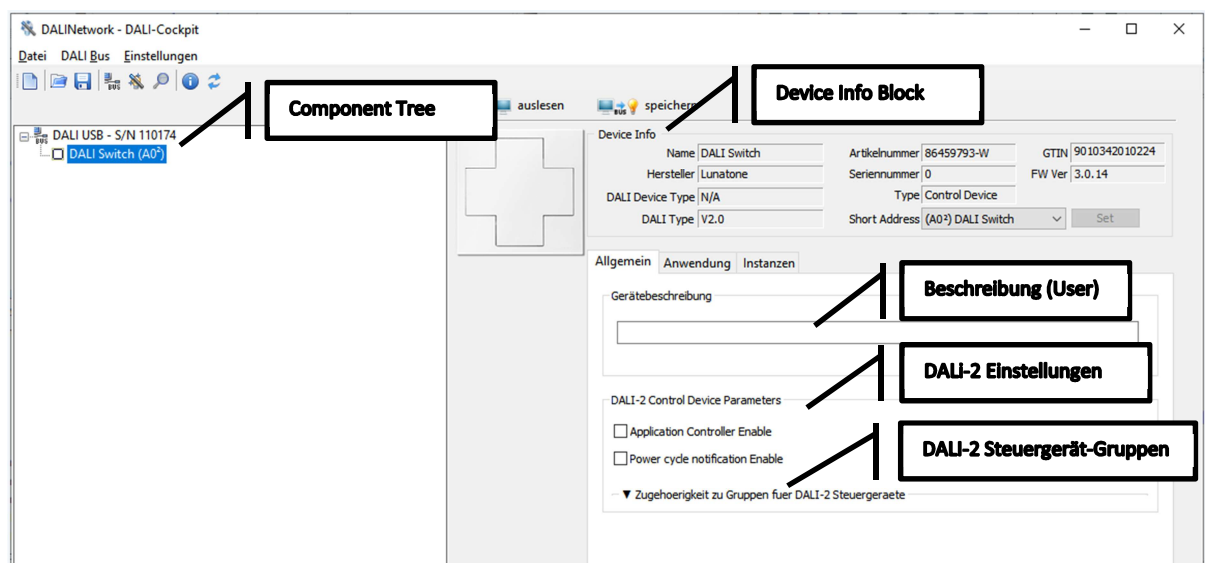 DALINetwork - DALI-Cockpit
Datei DALI Bus Einstellungen
BUS
Component Tree
auslesen
BUS
speichern
Device Info Block
DALI USB - S/N 110174
BUS
DALI Switch (A0²)
Device Info
Name DALI Switch Artikelnummer 86459793-W GTIN 9010342010224
Hersteller Lunatone Seriennummer 0 FW Ver 3.0.14
DALI Device Type N/A Type Control Device
DALI Type V2.0 Short Address (A0²) DALI Switch Set
Allgemein Anwendung Instanzen
Gerätebeschreibung
Beschreibung (User)
DALi-2 Einstellungen
DALI-2 Control Device Parameters
Application Controller Enable
DALI-2 Steuergerät-Gruppen
Power cycle notification Enable
▼ Zugehoerigkeit zu Gruppen fuer DALI-2 Steuergeraete